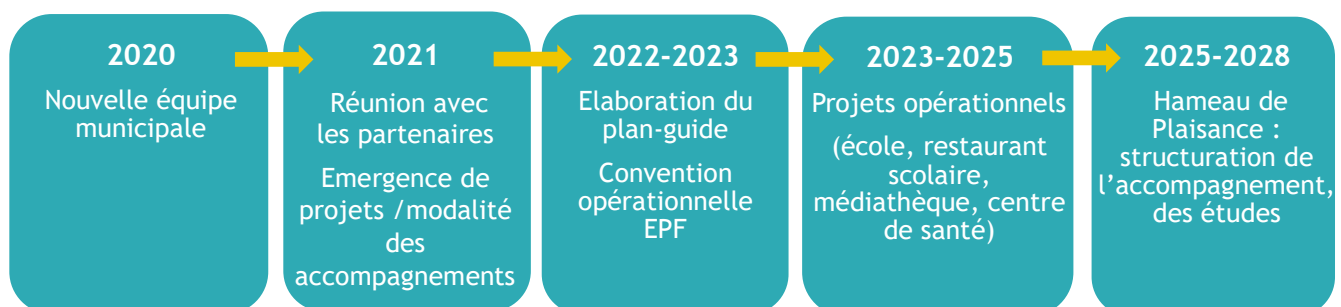 2020
Nouvelle équipe
municipale
2021
Réunion avec
les partenaires
Emergence de
projets /modalité
des
accompagnements
2022-2023
Elaboration du
plan-guide
Convention
opérationnelle
EPF
2023-2025
Projets opérationnels
(école, restaurant
scolaire,
médiathèque, centre
de santé)
2025-2028
Hameau de
Plaisance :
structuration de
l’accompagnement,
des études